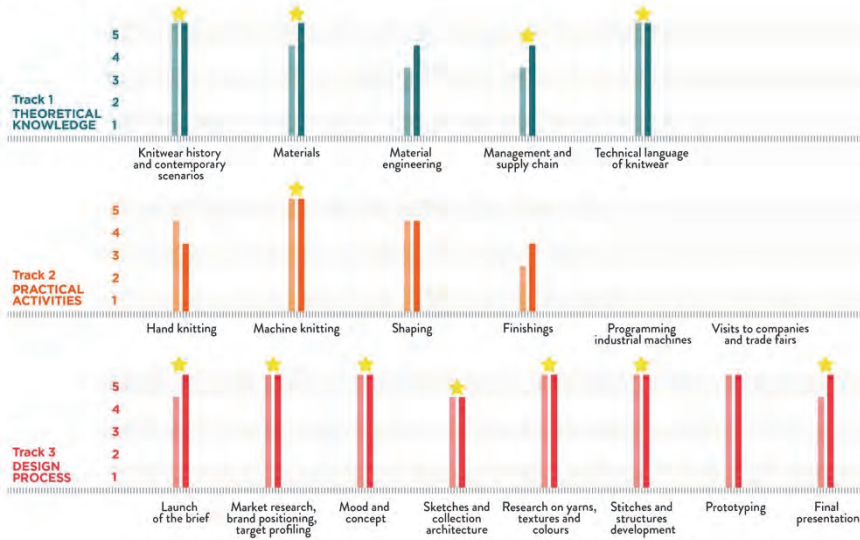 5
4
3
2
1
Track 1
THEORETICAL
KNOWLEDGE
Knitwear history
and contemporary
scenarios
Materials
Material
engineering
Management and
supply chain
Technical language
of knitwear
5
4
3
2
1
Track 2
PRACTICAL
ACTIVITIES
Hand knitting
Machine knitting
Shaping
Finishings
Programming
industrial machines
Visits to companies
and trade fairs
5
4
3
2
1
Track 3
DESIGN
PROCESS
Launch
of the brief
Market research,
brand positioning,
target profiling
Mood and
concept
Sketches and
collection
architecture
Research on yarns,
textures and
colours
Stitches and
structures
development
Prototyping
Final
presentation